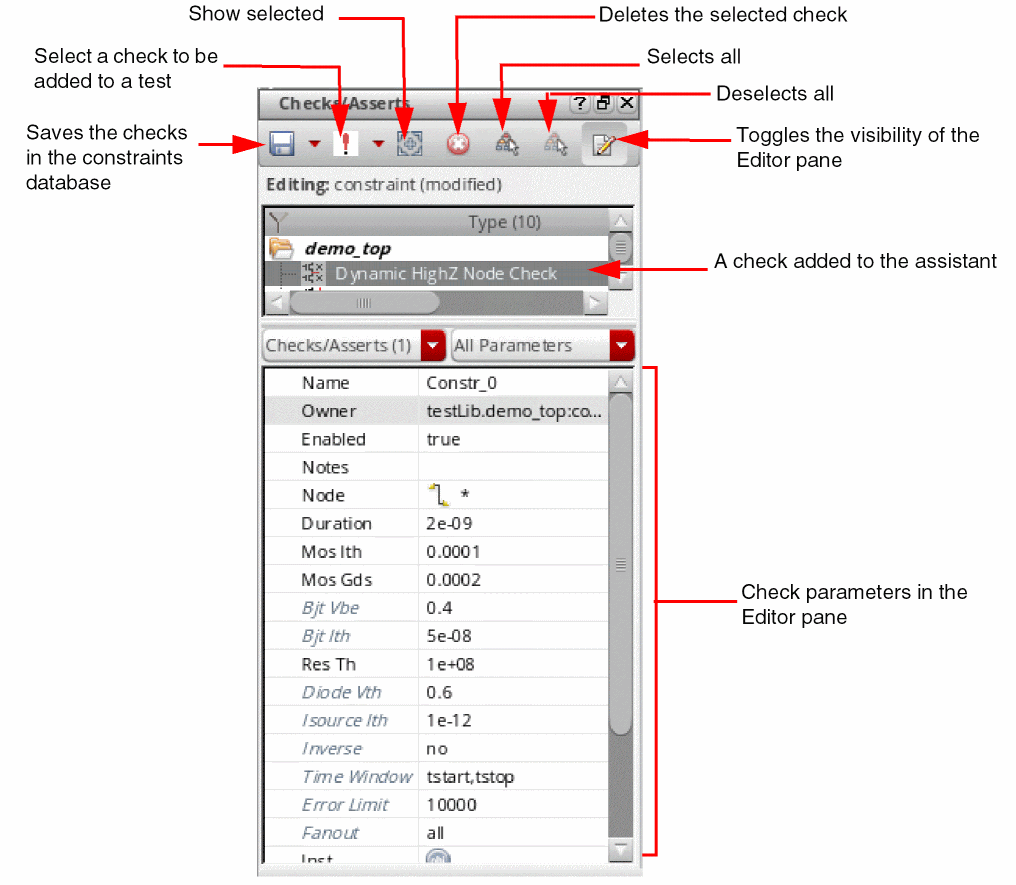 Show selected
Deletes the selected check
Select a check to be
added to a test
Selects all
Deselects all
Saves the checks
in the constraints
database
Toggles the visibility of the
Editor pane
Checks/Asserts
?
Editing: constraint (modified)
Type (10)
demo_top
Dynamic HighZ Node Check
A check added to the assistant
Checks/Asserts (1) All Parameters
Name Constr_0
Owner testLib.demo_top:co...
Enabled true
Notes
Node *
Duration 2e-09
Mos Ith 0.0001
Mos Gds 0.0002
Bjt Vbe 0.4
Bjt Ith 5e-08
Res Th 1e+08
Diode Vth 0.6
Isource Ith 1e-12
Inverse no
Time Window tstart,tstop
Error Limit 10000
Fanout all
Inst
Check parameters in the
Editor pane